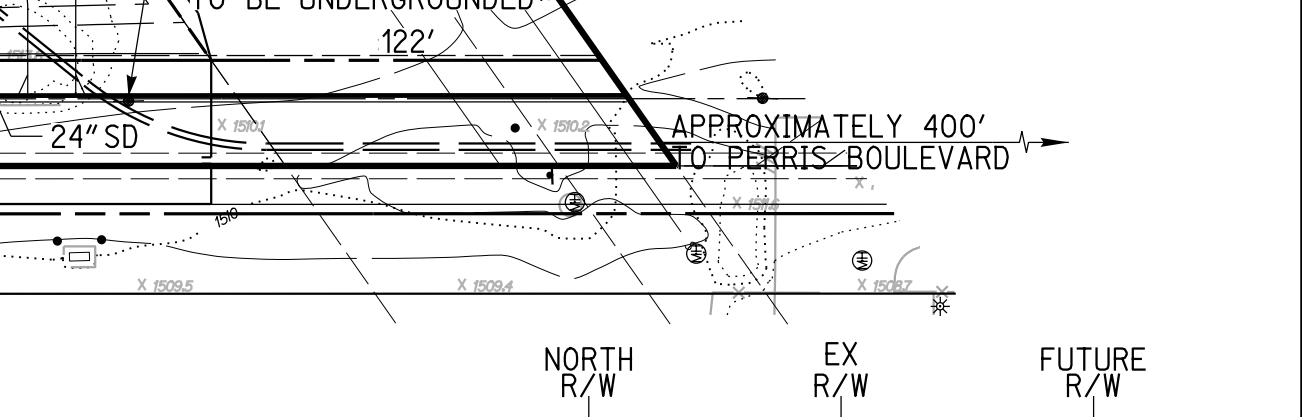 TO BE UNDERGROUNDED
122'
1510.1
1510.2
24" SD
APPROXIMATELY 400'
TO PERRIS BOULEVARD
1510
1509.5
1509.4
1508.7
NORTH
R/W
EX
R/W
FUTURE
R/W